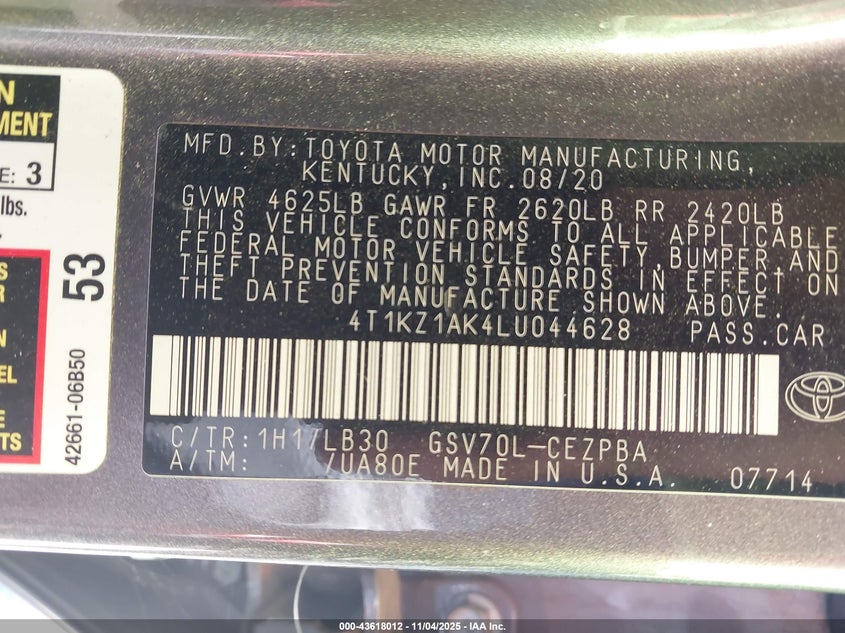 N
MENT
E: 3
lbs.
S
R
N
EL
E
TS
53
42661-06B50
MFD.BY:TOYOTA MOTOR MANUFACTURING,
KENTUCKY,INC.08/20
GVWR 4625LB GAWR FR 2620LB RR 2420LB
THIS VEHICLE CONFORMS TO ALL APPLICABLE
FEDERAL MOTOR VEHICLE SAFETY,BUMPER,AND
THEFT PREVENTION STANDARDS IN EFFECT ON
THE DATE OF MANUFACTURE SHOWN ABOVE.
4T1KZ1AK4LU044628 PASS.CAR
C/TR:1H17LB30 GSV70L-CEZPBA
A/TM: /UA80E MADE IN U.S.A. 07714
000-43618012 - 11/04/2025 - IAA Inc.